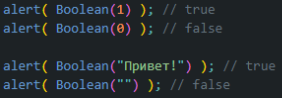 alert( Boolean(1) ); // true
alert( Boolean(0) ); // false
alert( Boolean("Привет!") ); // true
alert( Boolean("") ); // false